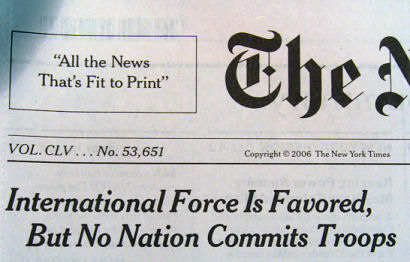 "All the News
That's Fit to Print"
The
VOL. CLV . . . No. 53,651
Copyright © 2006 The New York Times
International Force Is Favored,
But No Nation Commits Troops